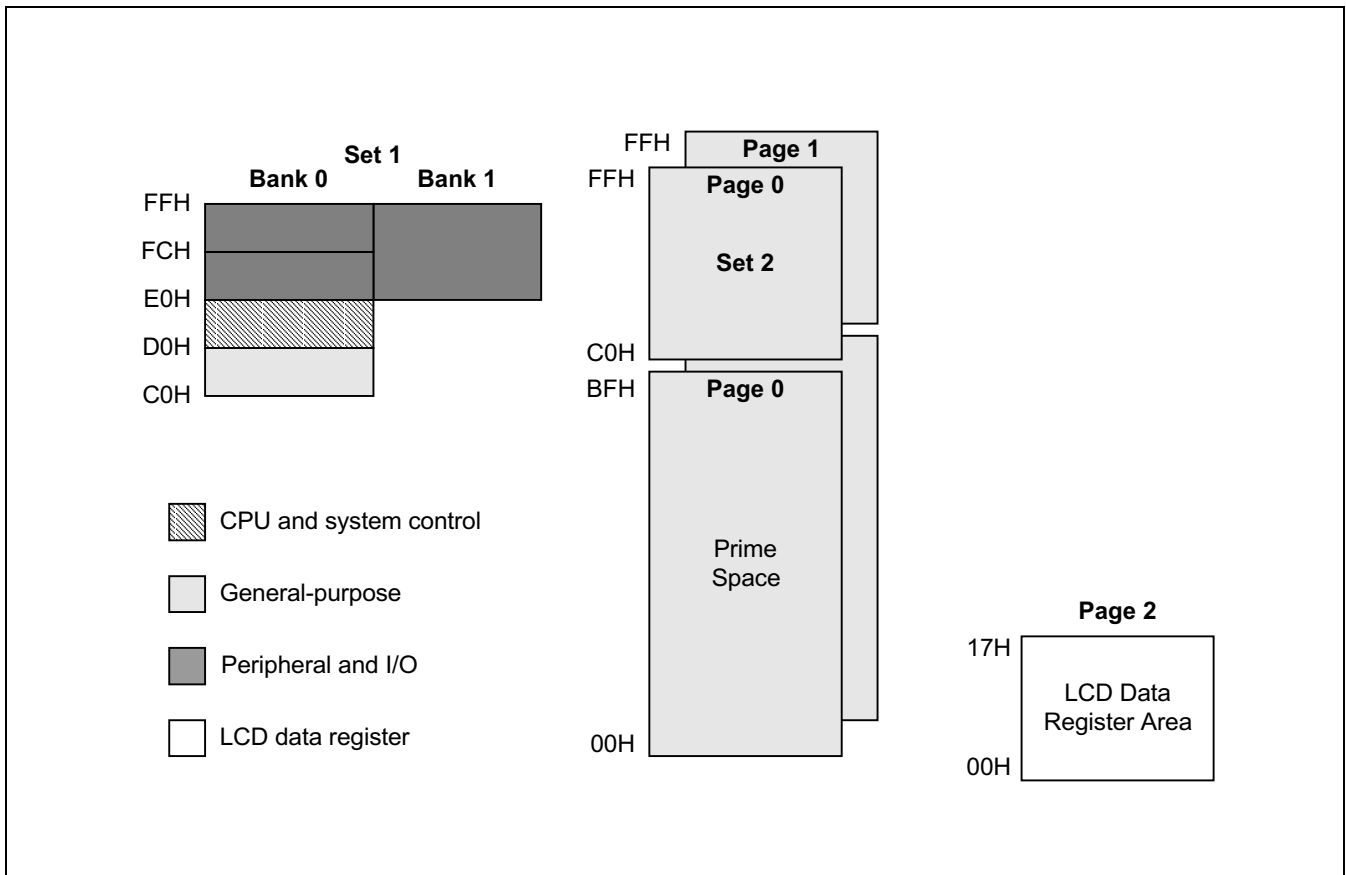 Set 1
Bank 0
Bank 1
FFH
FCH
E0H
D0H
C0H
CPU and system control
General-purpose
Peripheral and I/O
LCD data register
FFH
Page 1
FFH
Page 0
Set 2
C0H
BFH
Page 0
Prime
Space
00H
Page 2
17H
LCD Data
Register Area
00H